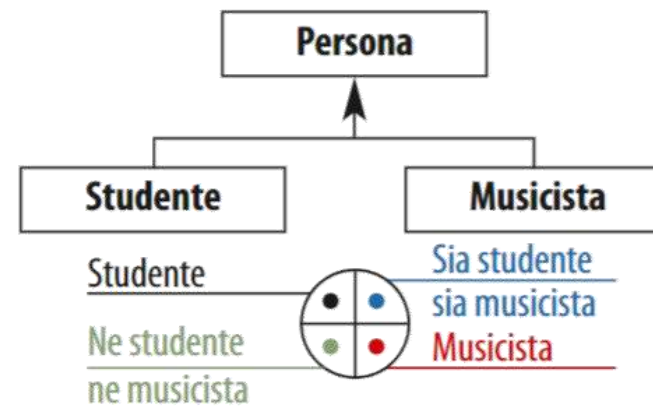 Persona
Studente
Musicista
Studente
Sia studente
sia musicista
Ne studente
ne musicista
Musicista